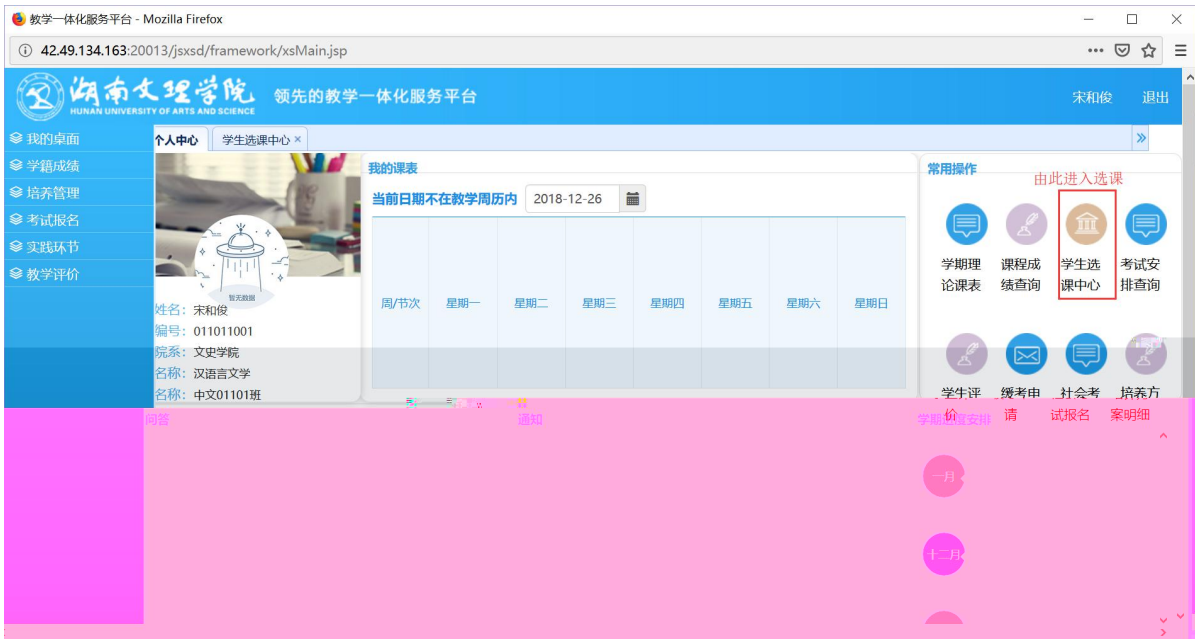 教学一体化服务平台 - Mozilla Firefox
42.49.134.163:20013/jsxsd/framework/xsMain.jsp
湖南文理学院
HUNAN UNIVERSITY OF ARTS AND SCIENCE
领先的教学一体化服务平台
宋和俊 退出
我的桌面
学籍成绩
培养管理
考试报名
实践环节
教学评价
个人中心 学生选课中心 ×
暂无数据
姓名：宋和俊
编号：011011001
院系：文史学院
名称：汉语言文学
名称：中文01101班
我的课表
当前日期不在教学周历内 2018-12-26
周/节次 星期一 星期二 星期三 星期四 星期五 星期六 星期日
常用操作
由此进入选课
学期理论课表
课程成绩查询
学生选课中心
考试安排查询
学生评价
缓考申请
社会考试报名
培养方案明细
问答
通知
学期进度安排
一月
十二月